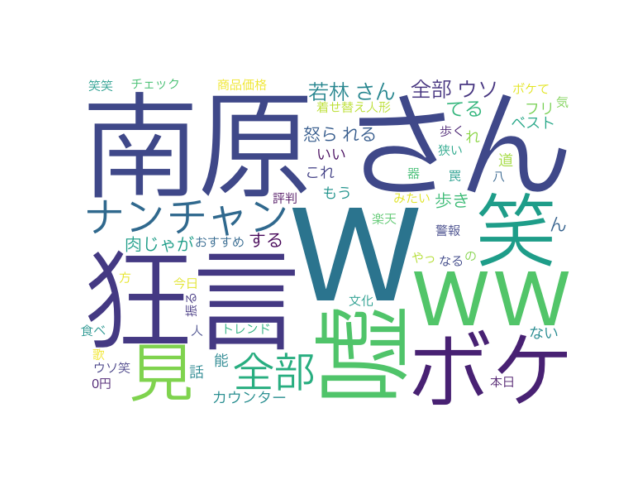 笑笑 チェック 商品価格 若林 さん 全部 ウソ ボケて
着せ替え人形 てる フリ 気
南原 さん
怒ら れる 歩く れ ベスト
いい 狭い 道
これ 器 罠 八
評判 もう みたい 歩き
ナンチャン W 笑
楽天 ん
肉じゃが おすすめ する 警報
狂言 嘘 やっ なる の
方 今日 ww
振る 文化
食べ 人 トレンド ない
歌 見 全部 能 ボケ
ウソ笑 話
0円 カウンター 本日